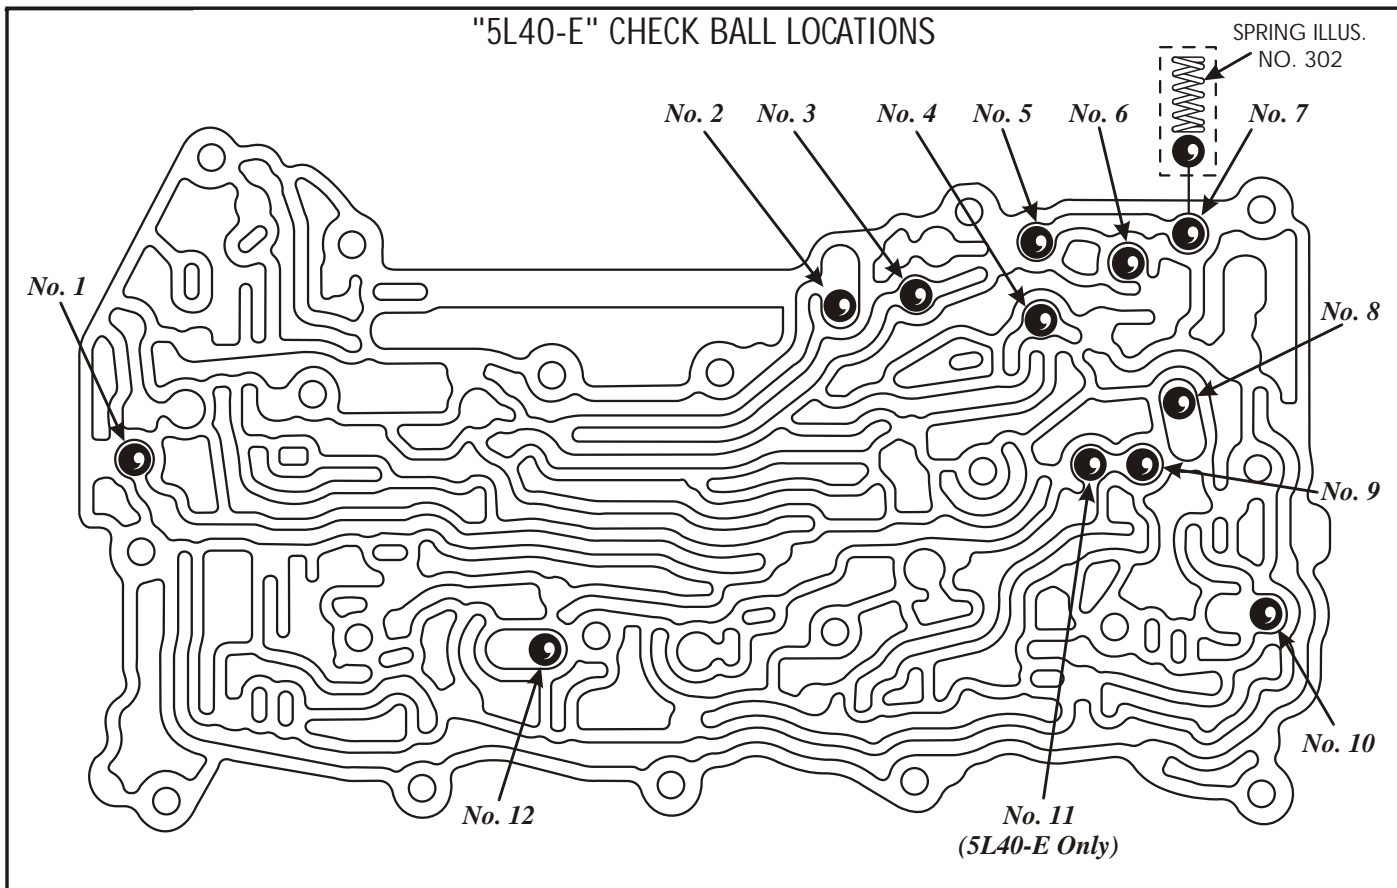 "5L40-E" CHECK BALL LOCATIONS
SPRING ILLUS.
NO. 302
No. 2
No. 3
No. 4
No. 5
No. 6
No. 7
No. 1
No. 8
No. 9
No. 10
No. 12
No. 11
(5L40-E Only)